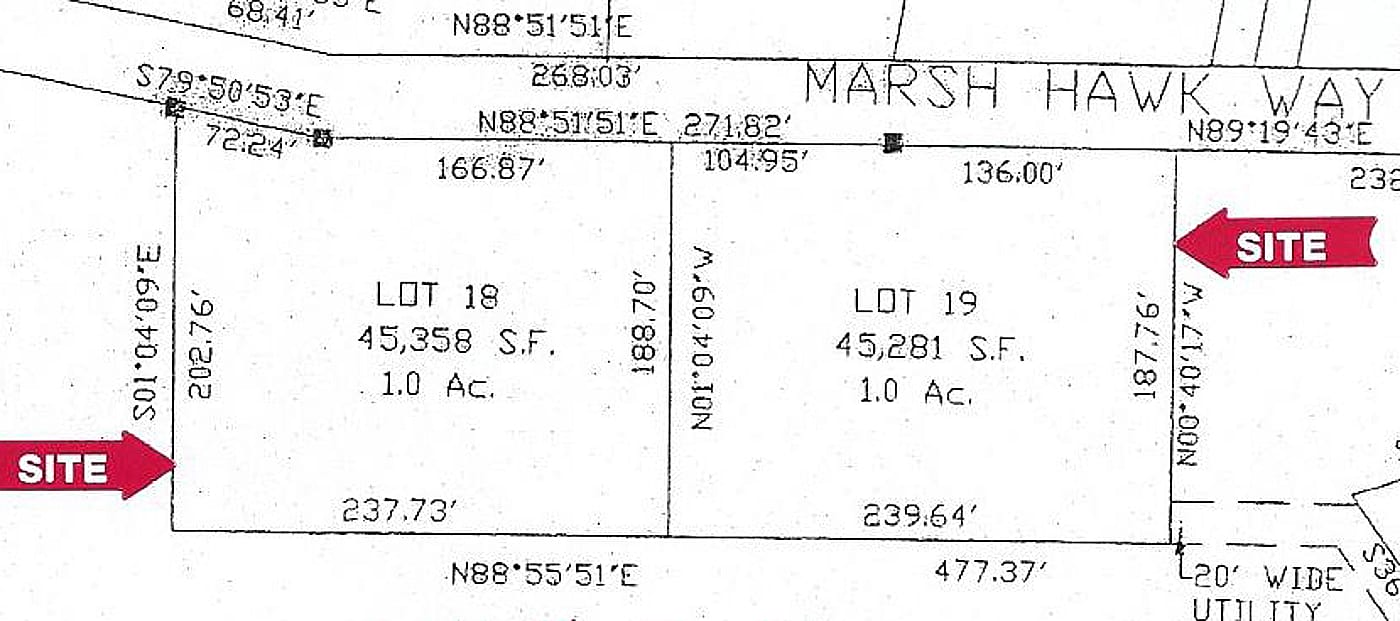 68.41'
N88°51'51"E
268.03'
MARSH HAWK WAY
S79°50'53"E
72.24'
N88°51'51"E 271.82'
N89°19'43"E
166.87'
104.95'
136.00'
238
S01°04'09"E
202.76'
LOT 18
45,358 S.F.
1.0 Ac.
188.70'
N01°04'09"W
LOT 19
45,281 S.F.
1.0 Ac.
187.76'
N00°40'17"W
SITE
SITE
237.73'
239.64'
N88°55'51"E
477.37'
20' WIDE
UTILITY